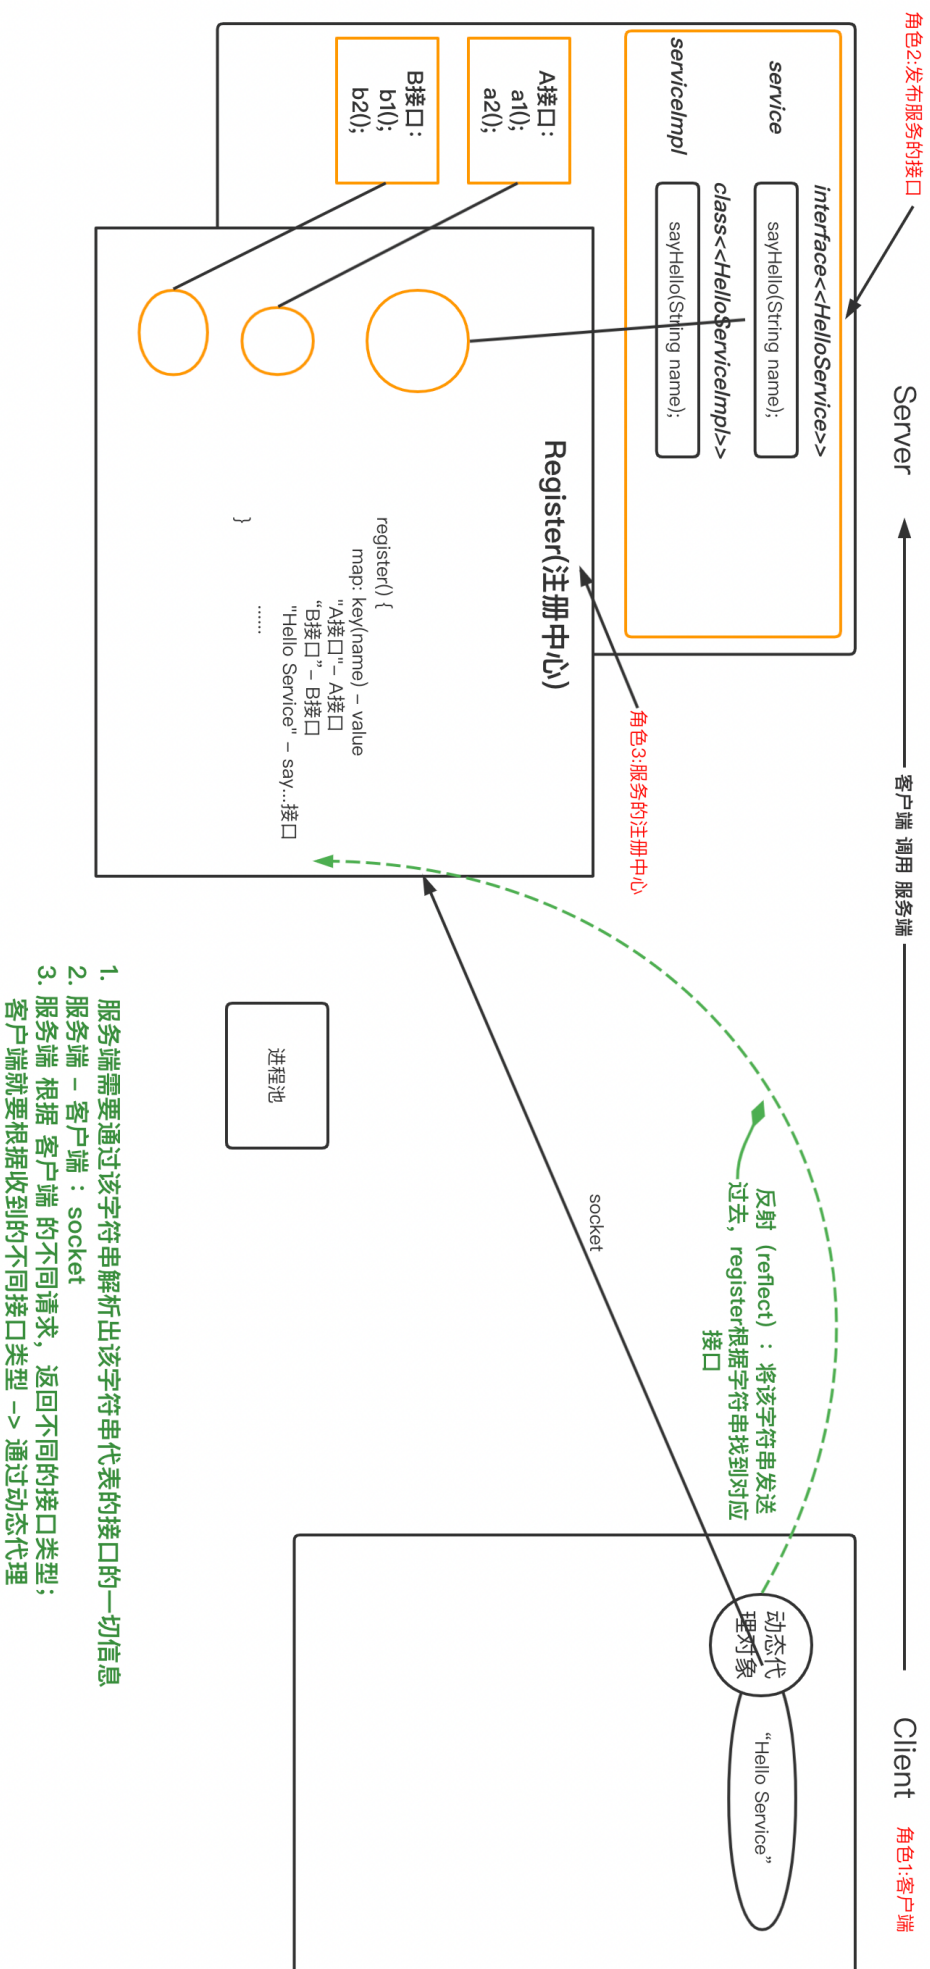 Server
客户端 调用 服务端
Client
角色1:客户端
角色2:发布服务的接口
interface<<HelloService>>
service
sayHello(String name);
class<<HelloServiceImpl>>
serviceImpl
sayHello(String name);
角色3:服务的注册中心
A接口：
a1();
a2();
B接口：
b1();
b2();
Register(注册中心)
register() {
map: key(name) – value
"A接口"– A接口
“B接口”– B接口
"Hello Service" – say...接口
......
}
反射（reflect）：将该字符串发送
过去，register根据字符串找到对应
接口
socket
动态代
理对象
“Hello Service”
进程池
1. 服务端需要通过该字符串解析出该字符串代表的接口的一切信息
2. 服务端 – 客户端：socket
3. 服务端 根据 客户端 的不同请求，返回不同的接口类型；
客户端就要根据收到的不同接口类型 –> 通过动态代理